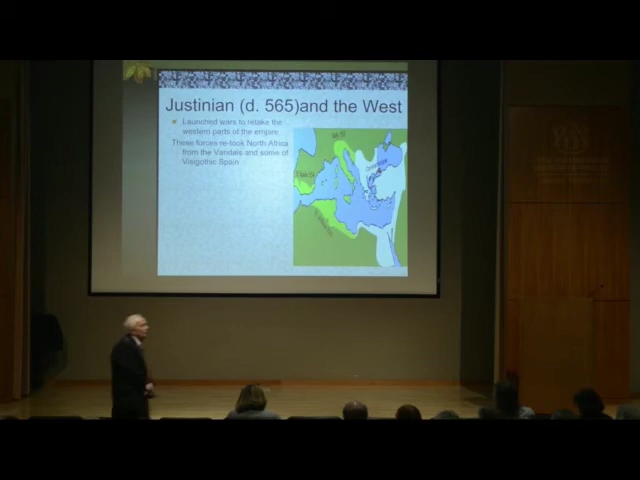 Justinian (d. 565)and the West
Launched wars to retake the
western parts of the empire
These forces re-took North Africa
from the Vandals and some of
Visigothic Spain